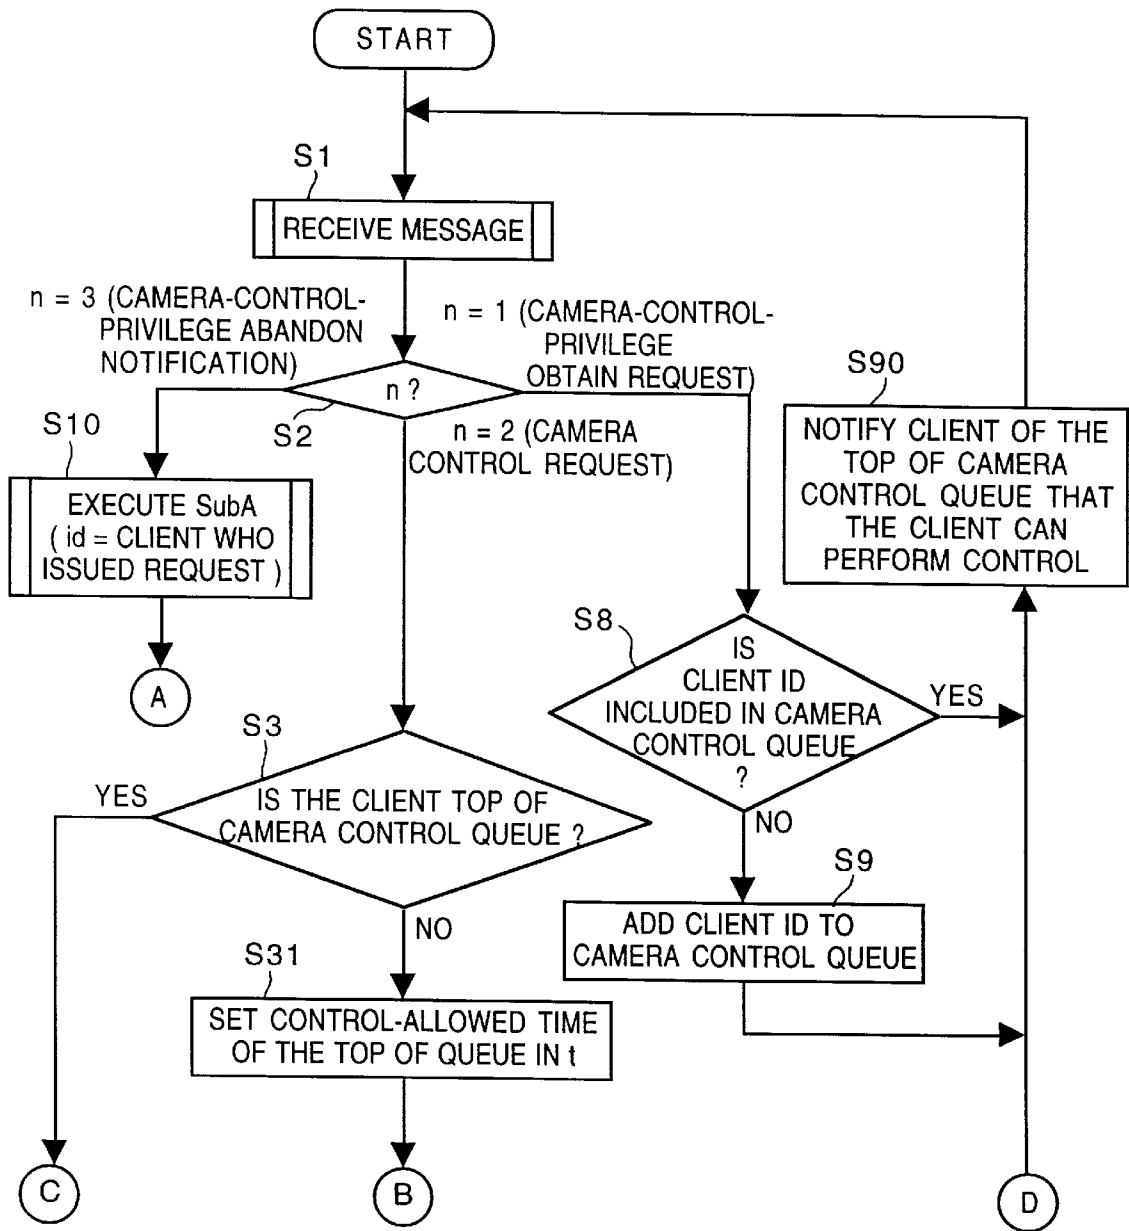 START
S1
RECEIVE MESSAGE
n = 3 (CAMERA-CONTROL-
PRIVILEGE ABANDON
NOTIFICATION)
n = 1 (CAMERA-CONTROL-
PRIVILEGE
OBTAIN REQUEST)
n ?
S2
n = 2 (CAMERA
CONTROL REQUEST)
S10
EXECUTE SubA
( id = CLIENT WHO
ISSUED REQUEST )
A
S90
NOTIFY CLIENT OF THE
TOP OF CAMERA
CONTROL QUEUE THAT
THE CLIENT CAN
PERFORM CONTROL
S8
IS
CLIENT ID
INCLUDED IN CAMERA
CONTROL QUEUE
?
YES
NO
S3
YES
IS THE CLIENT TOP OF
CAMERA CONTROL QUEUE ?
NO
S9
ADD CLIENT ID TO
CAMERA CONTROL QUEUE
S31
SET CONTROL-ALLOWED TIME
OF THE TOP OF QUEUE IN t
C
B
D